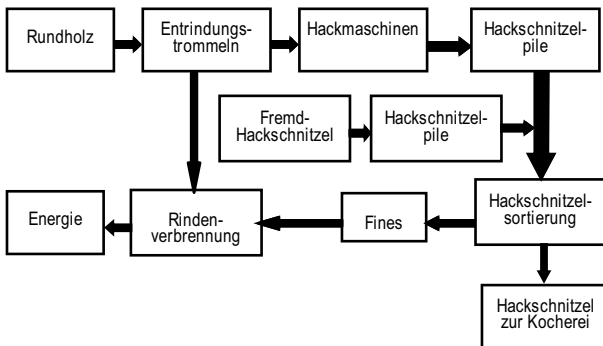 Rundholz
Entrindungs-
trommeln
Hackmaschinen
Hackschnitzel-
pile
Fremd-
Hackschnitzel
Hackschnitzel-
pile
Energie
Rinden-
verbrennung
Fines
Hackschnitzel-
sortierung
Hackschnitzel
zur Kocherei